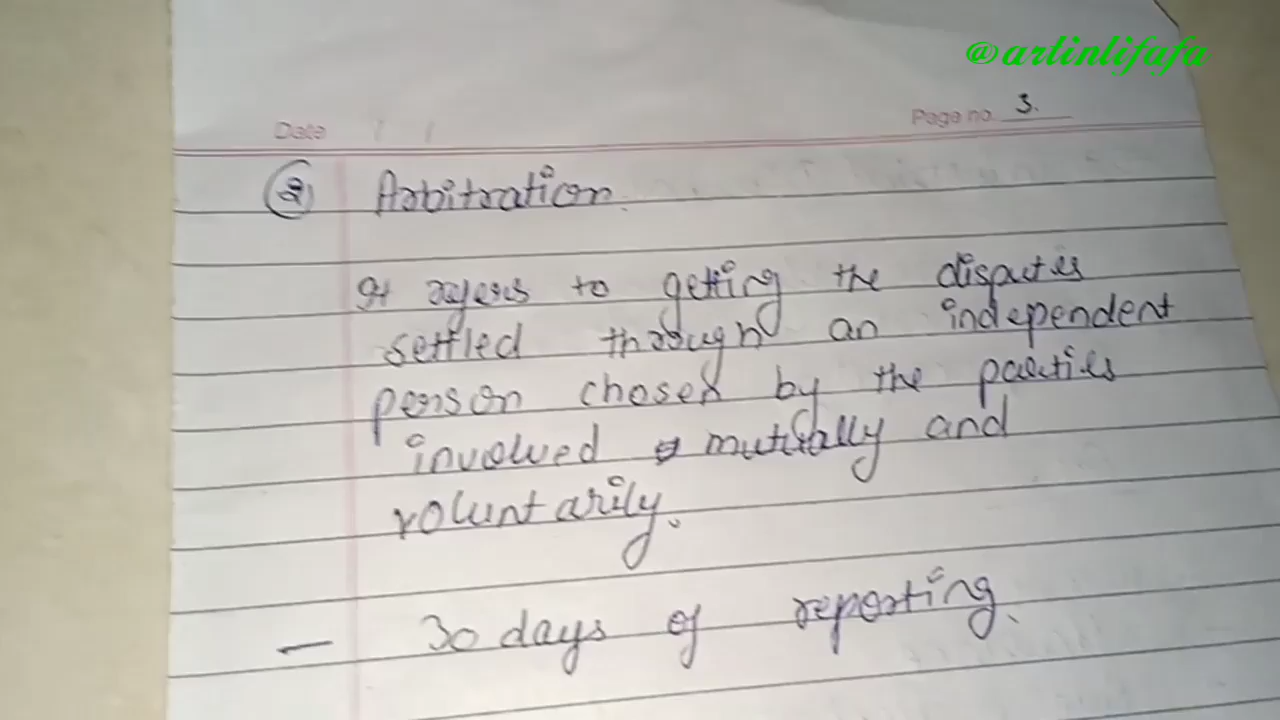 @artinlifafa
Date / / Page no. 3.
2) Arbitration.
It refers to getting the disputes
settled through an independent
person chosen by the parties
involved mutually and
voluntarily.
— 30 days of reporting.